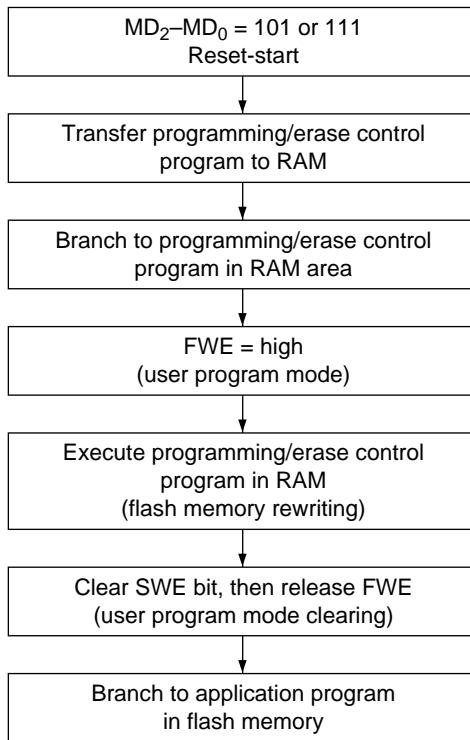 MD₂–MD₀ = 101 or 111
Reset-start
Transfer programming/erase control
program to RAM
Branch to programming/erase control
program in RAM area
FWE = high
(user program mode)
Execute programming/erase control
program in RAM
(flash memory rewriting)
Clear SWE bit, then release FWE
(user program mode clearing)
Branch to application program
in flash memory